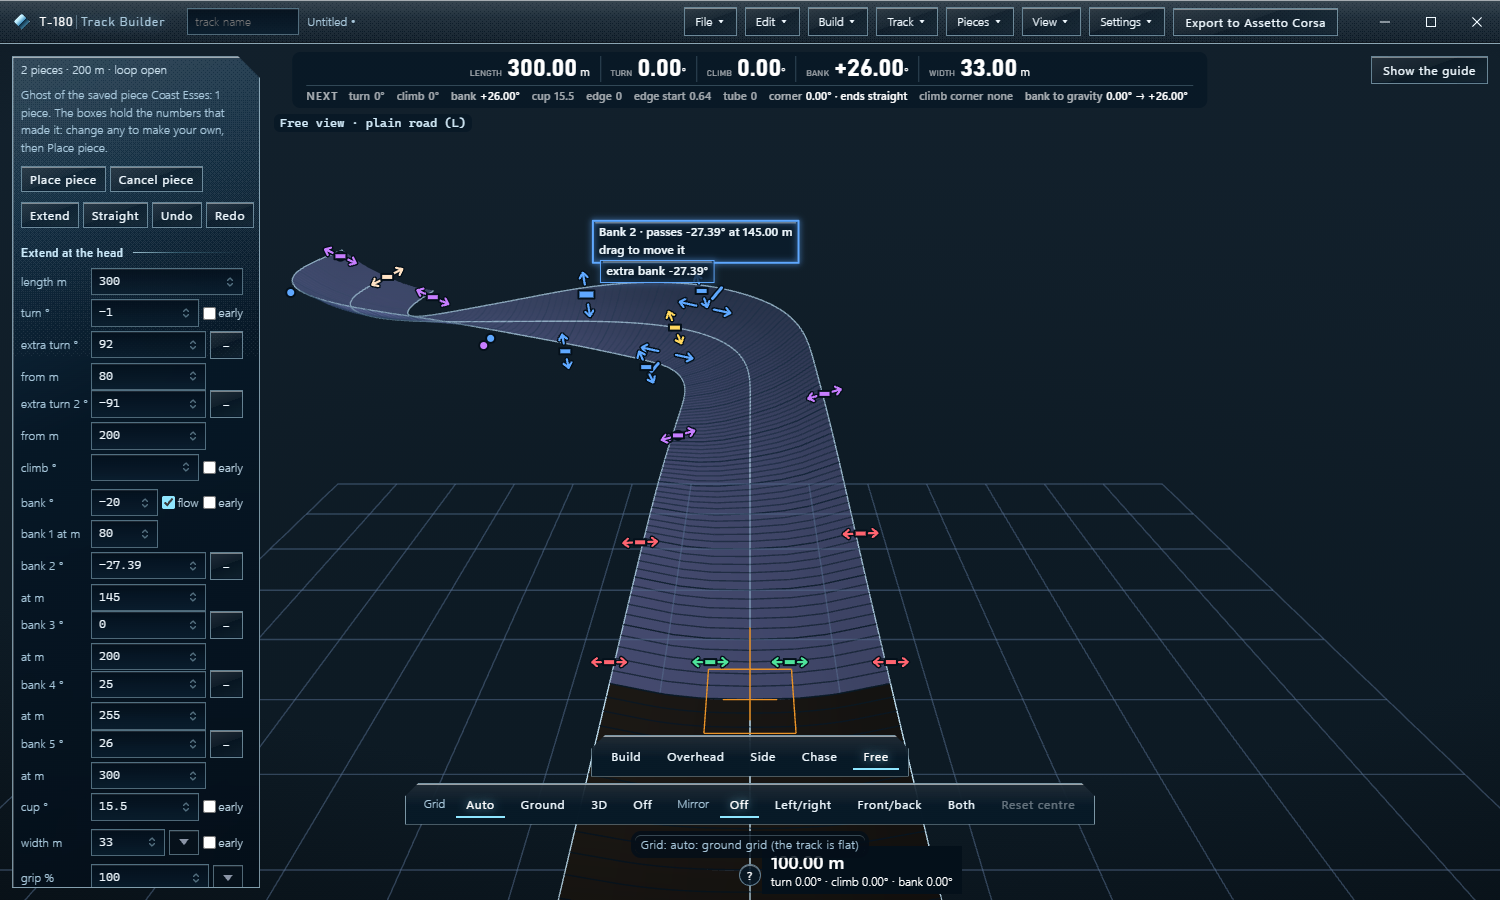 T-180 Track Builder
track name
Untitled •
File
Edit
Build
Track
Pieces
View
Settings
Export to Assetto Corsa
2 pieces · 200 m · loop open
Ghost of the saved piece Coast Esses: 1
piece. The boxes hold the numbers that
made it: change any to make your own,
then Place piece.
Place piece
Cancel piece
Extend
Straight
Undo
Redo
Extend at the head
length m 300
turn ° −1 early
extra turn ° 92 −
from m 80
extra turn 2 ° −91 −
from m 200
climb ° early
bank ° −20 flow early
bank 1 at m 80
bank 2 ° −27.39 −
at m 145
bank 3 ° 0 −
at m 200
bank 4 ° 25 −
at m 255
bank 5 ° 26 −
at m 300
cup ° 15.5 early
width m 33 early
grip % 100
LENGTH 300.00 m TURN 0.00° CLIMB 0.00° BANK +26.00° WIDTH 33.00 m
NEXT turn 0° climb 0° bank +26.00° cup 15.5 edge 0 edge start 0.64 tube 0 corner 0.00° · ends straight climb corner none bank to gravity 0.00° → +26.00°
Show the guide
Free view · plain road (L)
Bank 2 · passes -27.39° at 145.00 m
drag to move it
extra bank -27.39°
Build
Overhead
Side
Chase
Free
Grid Auto Ground 3D Off Mirror Off Left/right Front/back Both Reset centre
Grid: auto: ground grid (the track is flat)
100.00 m
? turn 0.00° · climb 0.00° · bank 0.00°